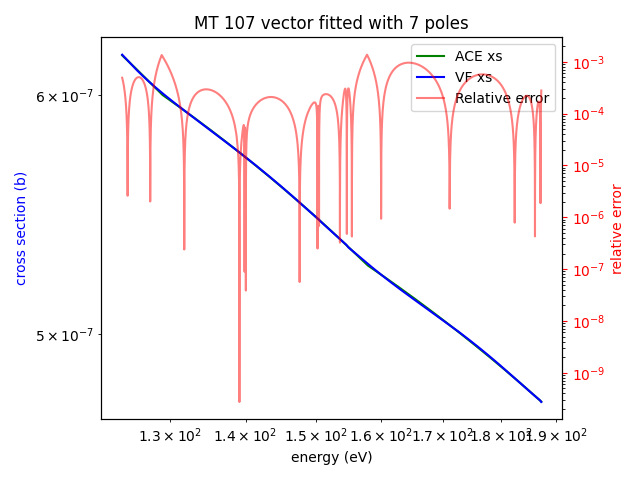 MT 107 vector fitted with 7 poles
ACE xs
VF xs
Relative error
6 × 10⁻⁷
5 × 10⁻⁷
cross section (b)
10⁻³
10⁻⁴
10⁻⁵
10⁻⁶
10⁻⁷
10⁻⁸
10⁻⁹
relative error
1.3 × 10² 1.4 × 10² 1.5 × 10² 1.6 × 10² 1.7 × 10² 1.8 × 10² 1.9 × 10²
energy (eV)